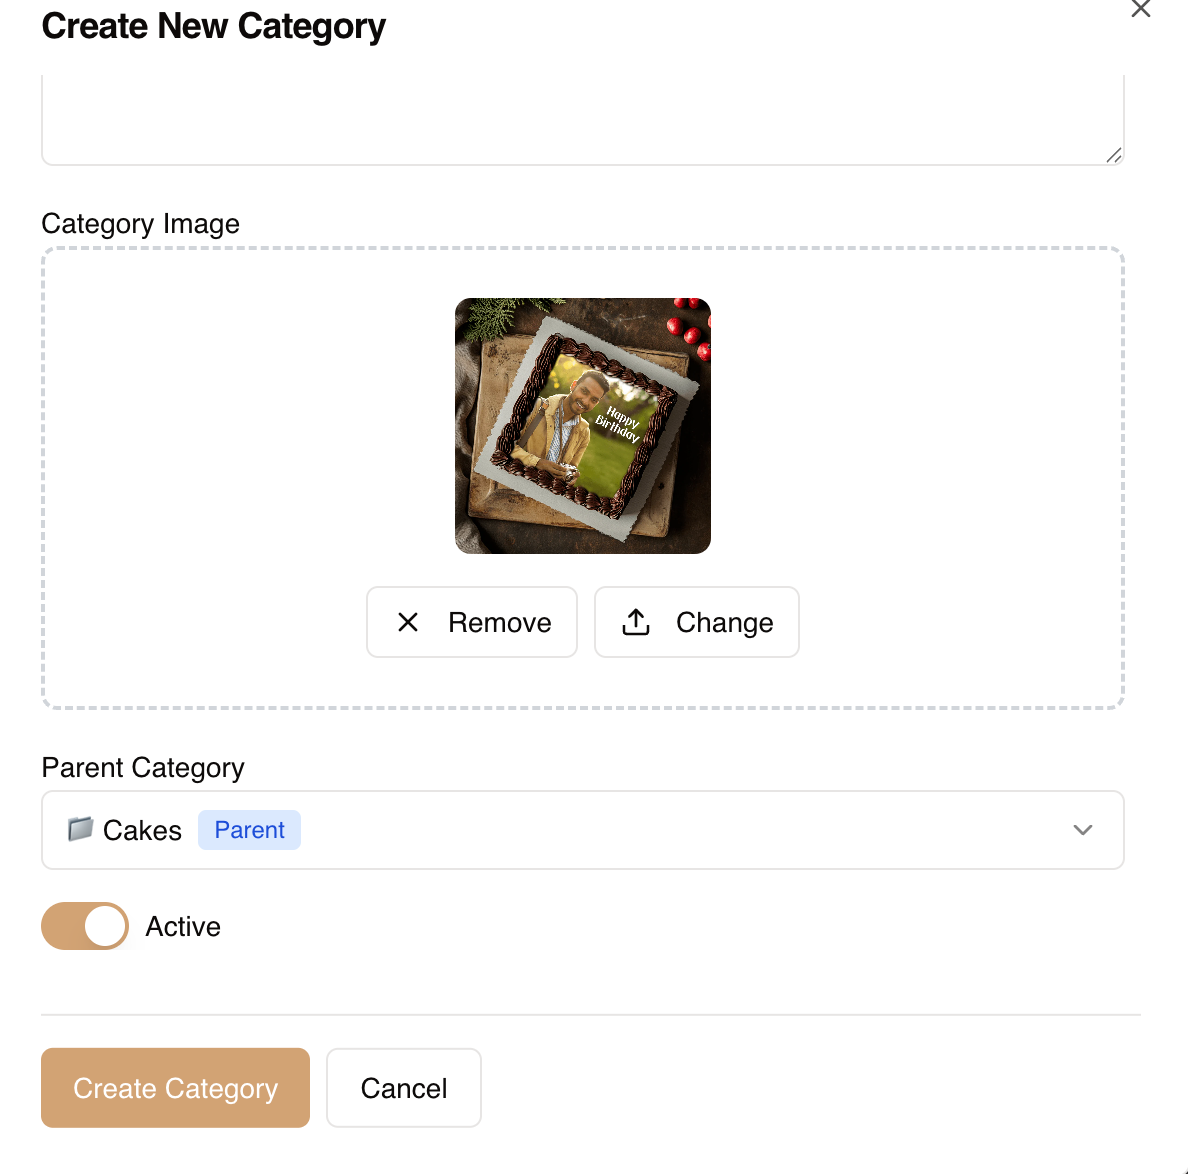 Create New Category
Category Image
Happy
Birthday
Remove
Change
Parent Category
Cakes Parent
Active
Create Category
Cancel